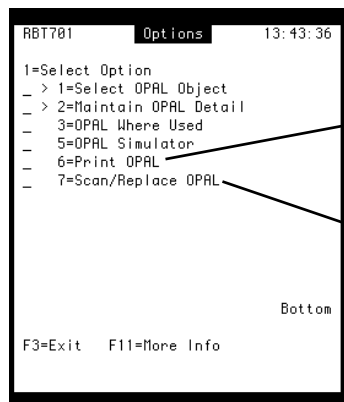 RBT701 Options 13:43:36
1=Select Option
_ > 1=Select OPAL Object
_ > 2=Maintain OPAL Detail
_ 3=OPAL Where Used
_ 5=OPAL Simulator
_ 6=Print OPAL
_ 7=Scan/Replace OPAL
Bottom
F3=Exit F11=More Info